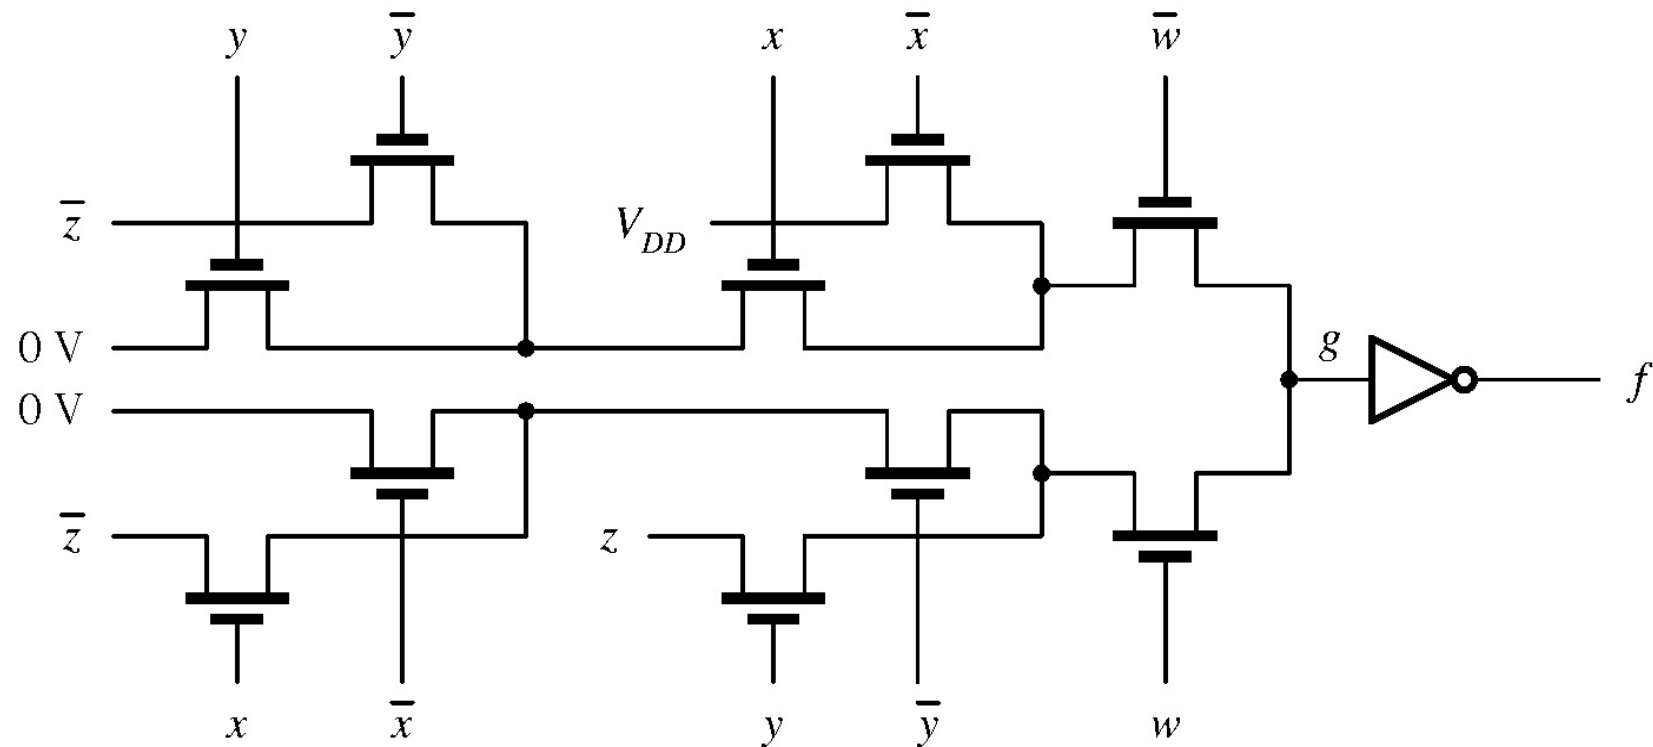 y y̅ x x̅ w̅
z̅ V_DD
0 V g f
0 V
z̅ z
x x̅ y y̅ w